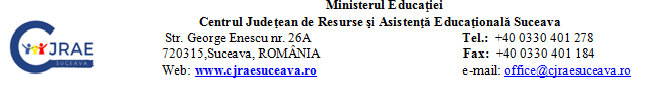 Ministerul Educației
Centrul Județean de Resurse și Asistență Educațională Suceava
CJRAE
SUCEAVA
Str. George Enescu nr. 26A Tel.: +40 0330 401 278
720315,Suceava, ROMÂNIA Fax: +40 0330 401 184
Web: www.cjraesuceava.ro e-mail: office@cjraesuceava.ro